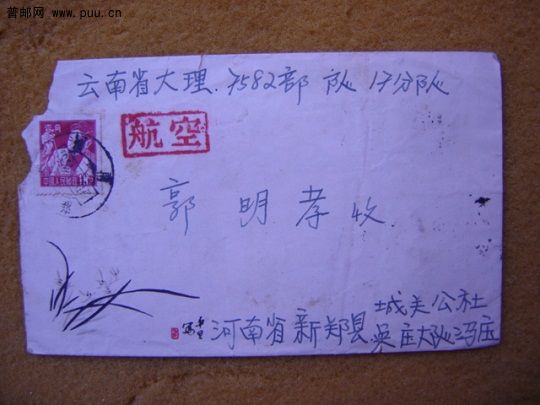 普邮网
www.puu.cn
云南省大理.7582部队17分队
航空
郭明孝收
河南省新郑县
城关公社
吴庄大队冯庄